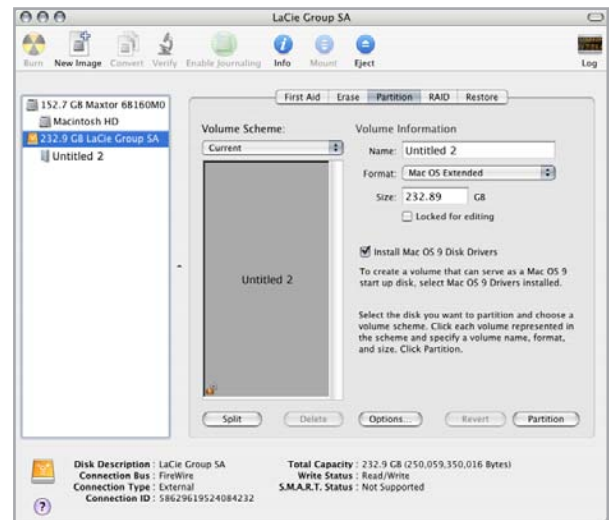 LaCie Group SA
Burn New Image Convert Verify Enable Journaling Info Mount Eject Log
First Aid Erase Partition RAID Restore
152.7 GB Maxtor 6B160M0
Macintosh HD
232.9 GB LaCie Group SA
Untitled 2
Volume Scheme:
Current
Untitled 2
Volume Information
Name: Untitled 2
Format: Mac OS Extended
Size: 232.89 GB
Locked for editing
Install Mac OS 9 Disk Drivers
To create a volume that can serve as a Mac OS 9
start up disk, select Mac OS 9 Drivers installed.
Select the disk you want to partition and choose a
volume scheme. Click each volume represented in
the scheme and specify a volume name, format,
and size. Click Partition.
Split Delete Options... Revert Partition
Disk Description : LaCie Group SA
Connection Bus : FireWire
Connection Type : External
Connection ID : 58629619524084232
Total Capacity : 232.9 GB (250,059,350,016 Bytes)
Write Status : Read/Write
S.M.A.R.T. Status : Not Supported
?